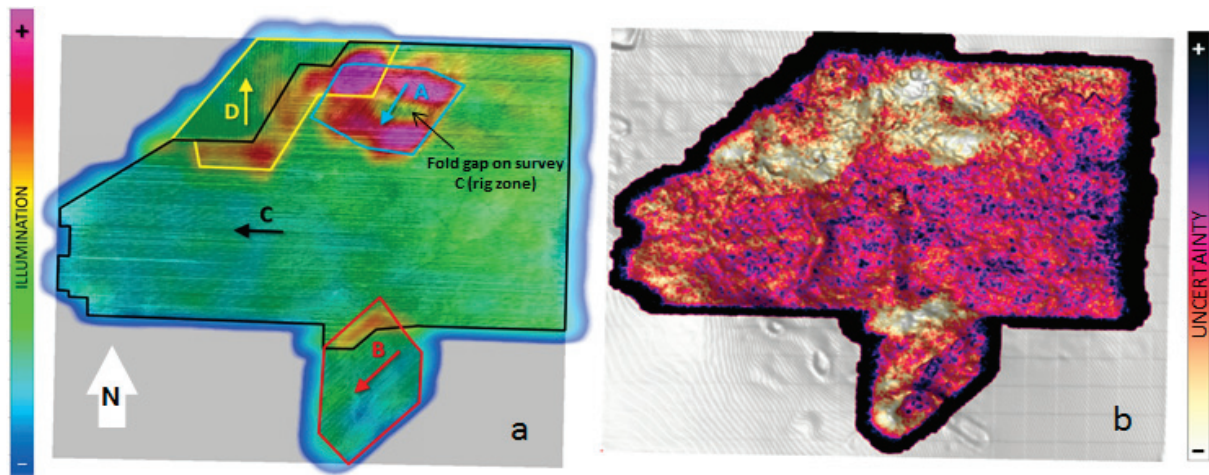 +
ILLUMINATION
−
D
A
Fold gap on survey
C (rig zone)
C
B
N
a
+
UNCERTAINTY
−
b